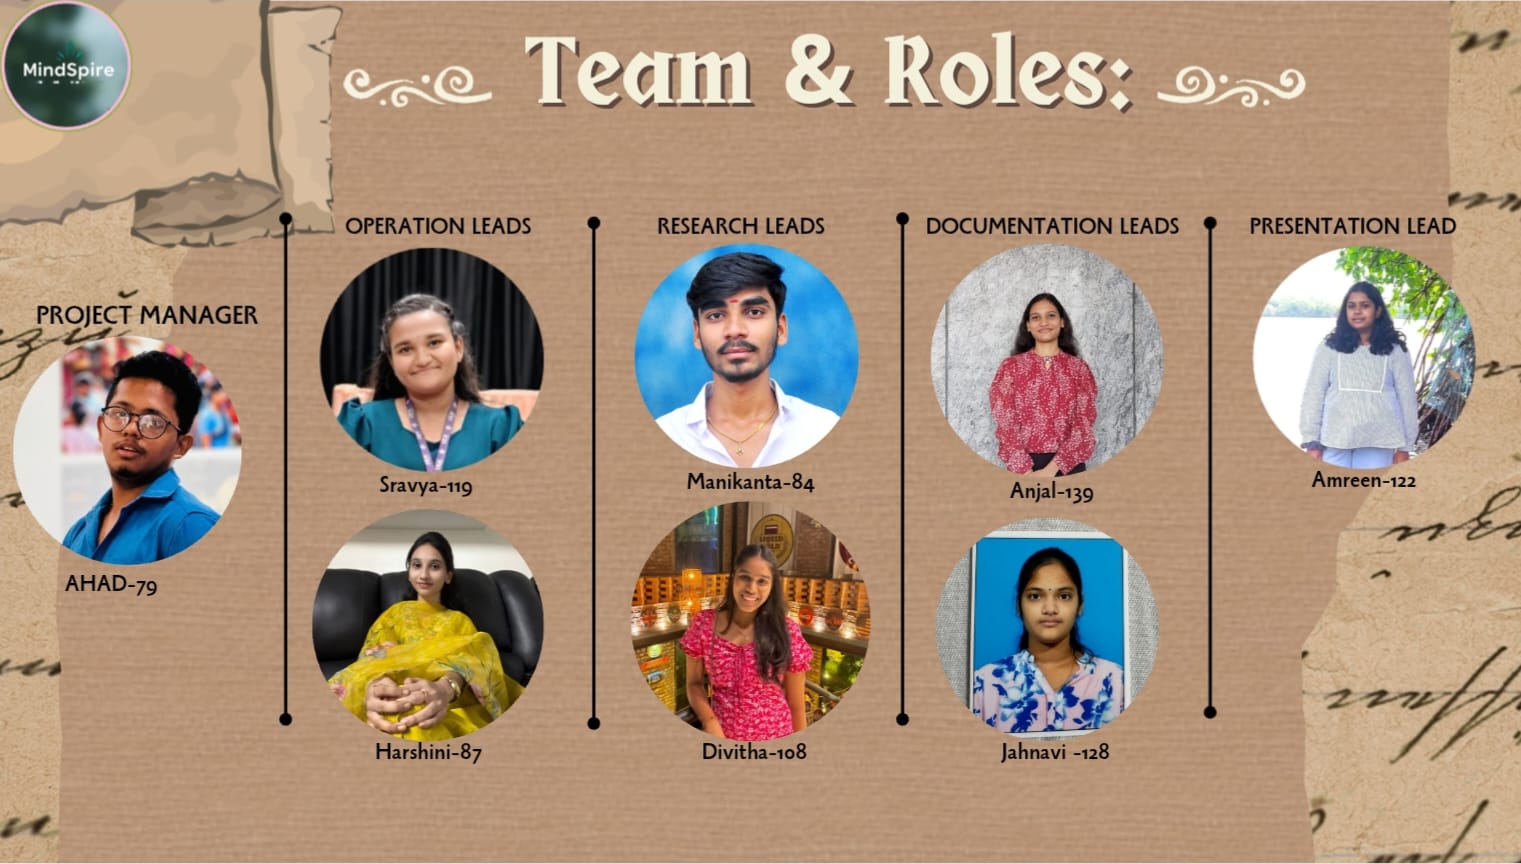 MindSpire
Team & Roles:
PROJECT MANAGER
AHAD-79
OPERATION LEADS
Sravya-119
Harshini-87
RESEARCH LEADS
Manikanta-84
Divitha-108
DOCUMENTATION LEADS
Anjal-139
Jahnavi -128
PRESENTATION LEAD
Amreen-122